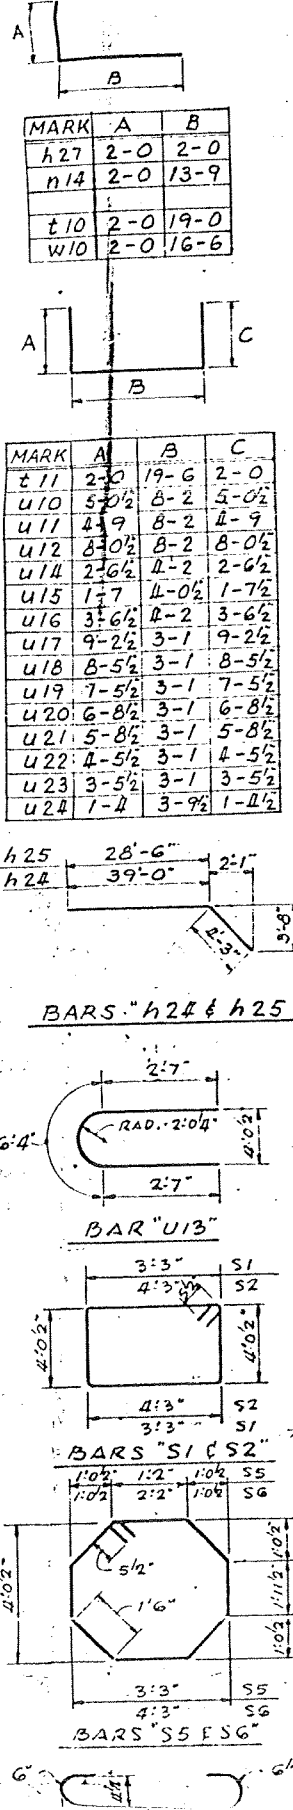 A
B
MARK A B
h27 2-0 2-0
n14 2-0 13-9
t10 2-0 19-0
w10 2-0 16-6
A C
B
MARK A B C
t11 2-0 19-6 2-0
u10 5-0½ 8-2 5-0½
u11 4-9 8-2 4-9
u12 8-0½ 8-2 8-0½
u14 2-6½ 4-2 2-6½
u15 1-7 4-0½ 1-7½
u16 3-6½ 4-2 3-6½
u17 9-2½ 3-1 9-2½
u18 8-5½ 3-1 8-5½
u19 7-5½ 3-1 7-5½
u20 6-8½ 3-1 6-8½
u21 5-8½ 3-1 5-8½
u22 4-5½ 3-1 4-5½
u23 3-5½ 3-1 3-5½
u24 1-4 3-9½ 1-4½
h25 28'-6" 2'-1"
h24 39'-0"
4'-3" 3'-8"
BARS "h24 & h25
2'-7"
6'-4" RAD. 2'-0¼" 4'-0½"
2'-7"
BAR "U13"
3'-3" S1
4'-3" S2
4'-0½" 4'-0½"
4'-3" S2
3'-3" S1
BARS "S1 & S2"
1'-0½" 1'-2" 1'-0½" S5
1'-0½" 2'-2" 1'-0½" S6
4'-0½" 5½" 1'-0½"
1'-6" 1'-11½"
1'-0½"
3'-3" S5
4'-3" S6
BARS "S5 & S6"
6"